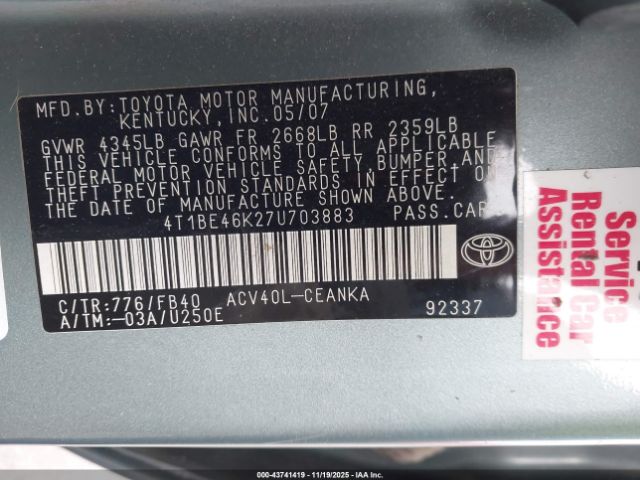 MFD.BY:TOYOTA MOTOR MANUFACTURING,
KENTUCKY,INC.05/07
GVWR 4345LB GAWR FR 2668LB RR 2359LB
THIS VEHICLE CONFORMS TO ALL APPLICABLE
FEDERAL MOTOR VEHICLE SAFETY,BUMPER,AND
THEFT PREVENTION STANDARDS IN EFFECT ON
THE DATE OF MANUFACTURE SHOWN ABOVE.
4T1BE46K27U703883 PASS.CAR
C/TR:776/FB40 ACV40L-CEANKA
A/TM:-03A/U250E 92337
Service
Rental Car
Assistance
000-43741419 - 11/19/2025 - IAA Inc.